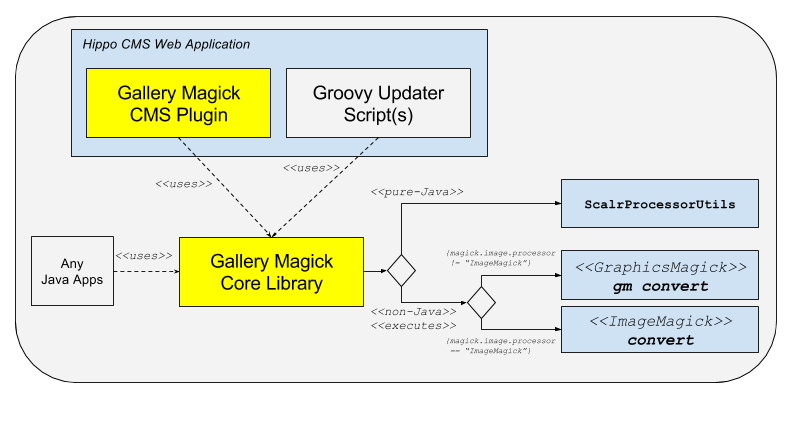 Hippo CMS Web Application
Gallery Magick
CMS Plugin
Groovy Updater
Script(s)
<<uses>>
<<uses>>
<<pure-Java>>
ScalrProcessorUtils
Any
Java Apps
<<uses>>
Gallery Magick
Core Library
{magick.image.processor
!= "ImageMagick"}
<<GraphicsMagick>>
gm convert
<<non-Java>>
<<executes>>
<<ImageMagick>>
convert
{magick.image.processor
== "ImageMagick"}